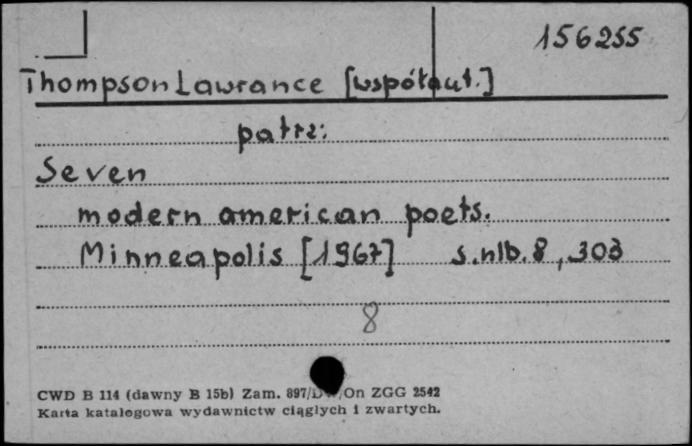 156255
Thompson Lawrance [współaut.]
patrz:
Seven
modern american poets.
Minneapolis [1967] s.nlb. 8, 303
8
CWD B 114 (dawny B 15b) Zam. 897/ /On ZGG 2542
Karta katalogowa wydawnictw ciągłych i zwartych.